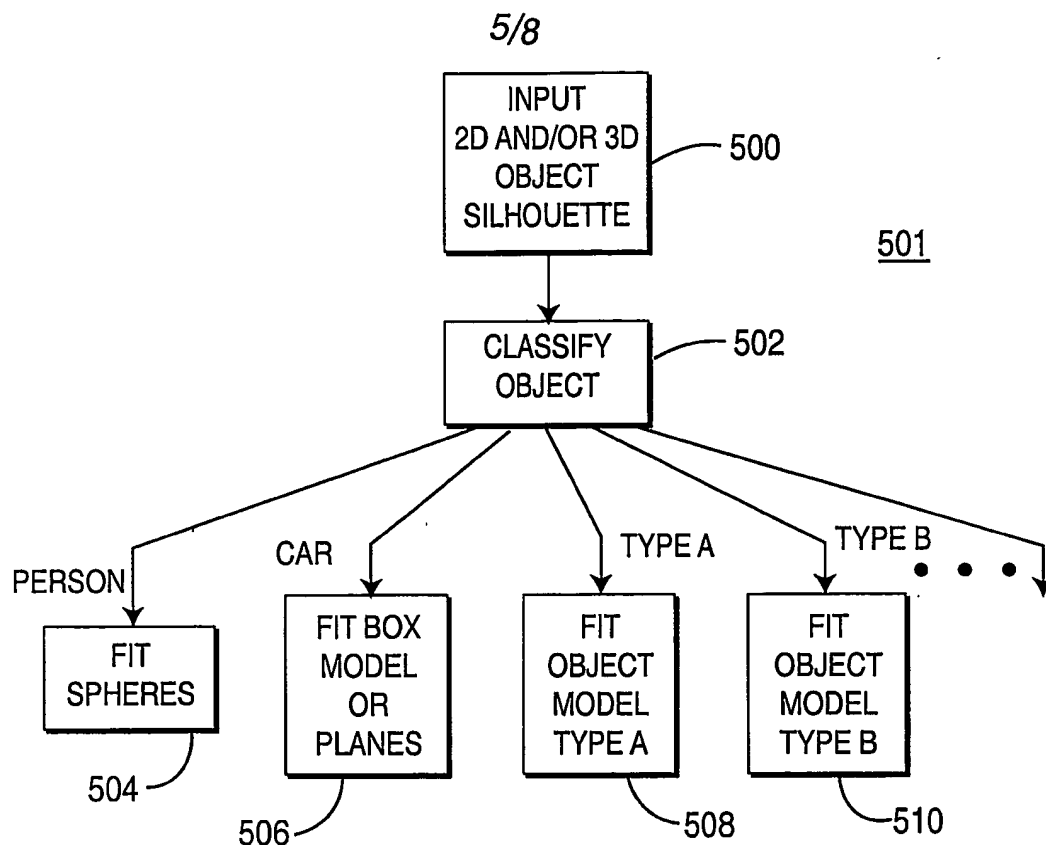 5/8
INPUT
2D AND/OR 3D
OBJECT
SILHOUETTE
500
501
CLASSIFY
OBJECT
502
PERSON
CAR
TYPE A
TYPE B
FIT
SPHERES
504
FIT BOX
MODEL
OR
PLANES
506
FIT
OBJECT
MODEL
TYPE A
508
FIT
OBJECT
MODEL
TYPE B
510